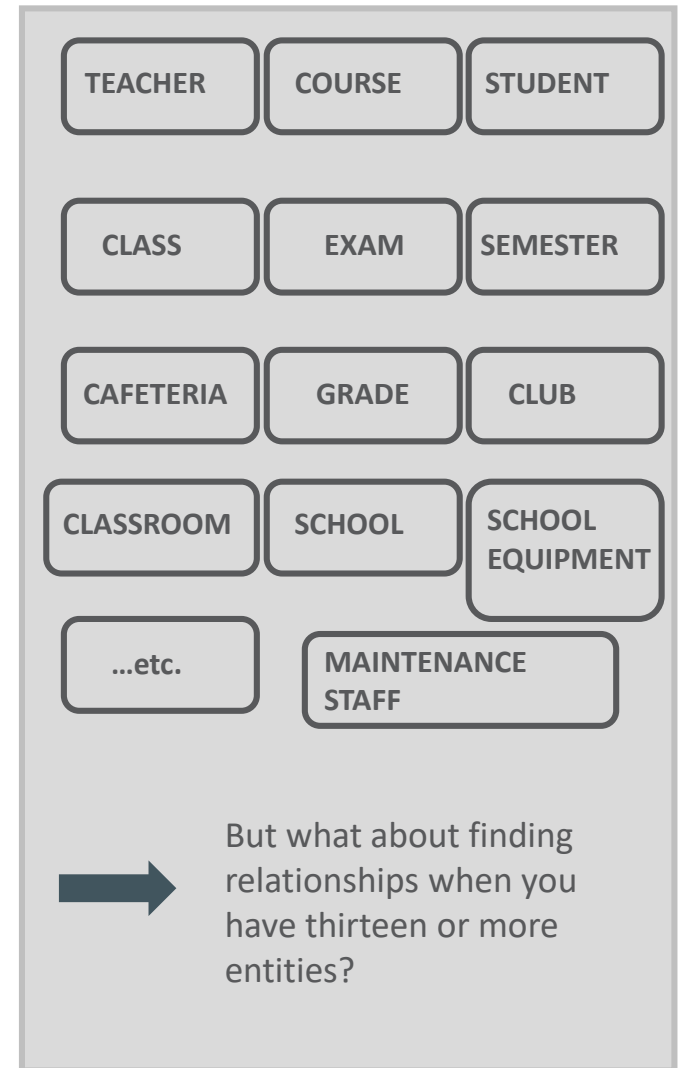 TEACHER
COURSE
STUDENT
CLASS
EXAM
SEMESTER
CAFETERIA
GRADE
CLUB
CLASSROOM
SCHOOL
SCHOOL
EQUIPMENT
...etc.
MAINTENANCE
STAFF
But what about finding
relationships when you
have thirteen or more
entities?